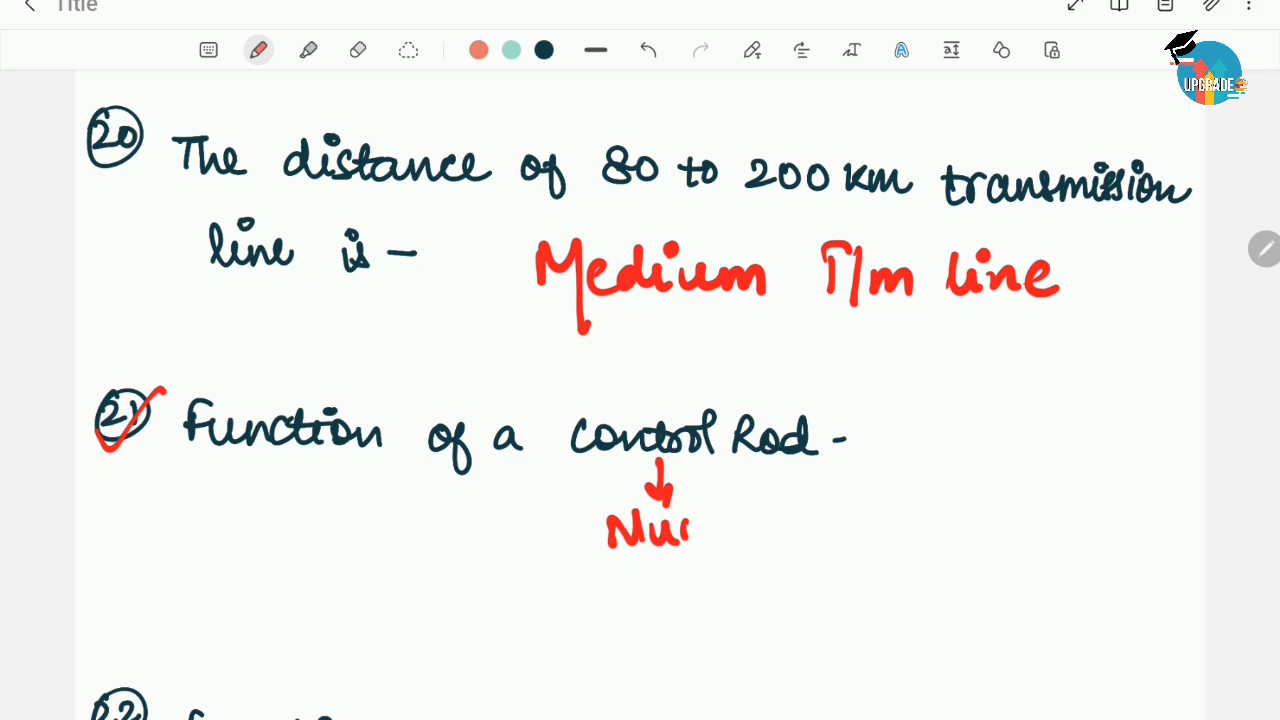 Title
UPGRADE
20 The distance of 80 to 200 km transmission
line is - Medium T/m line
21 Function of a control Rod -
Nuc
22